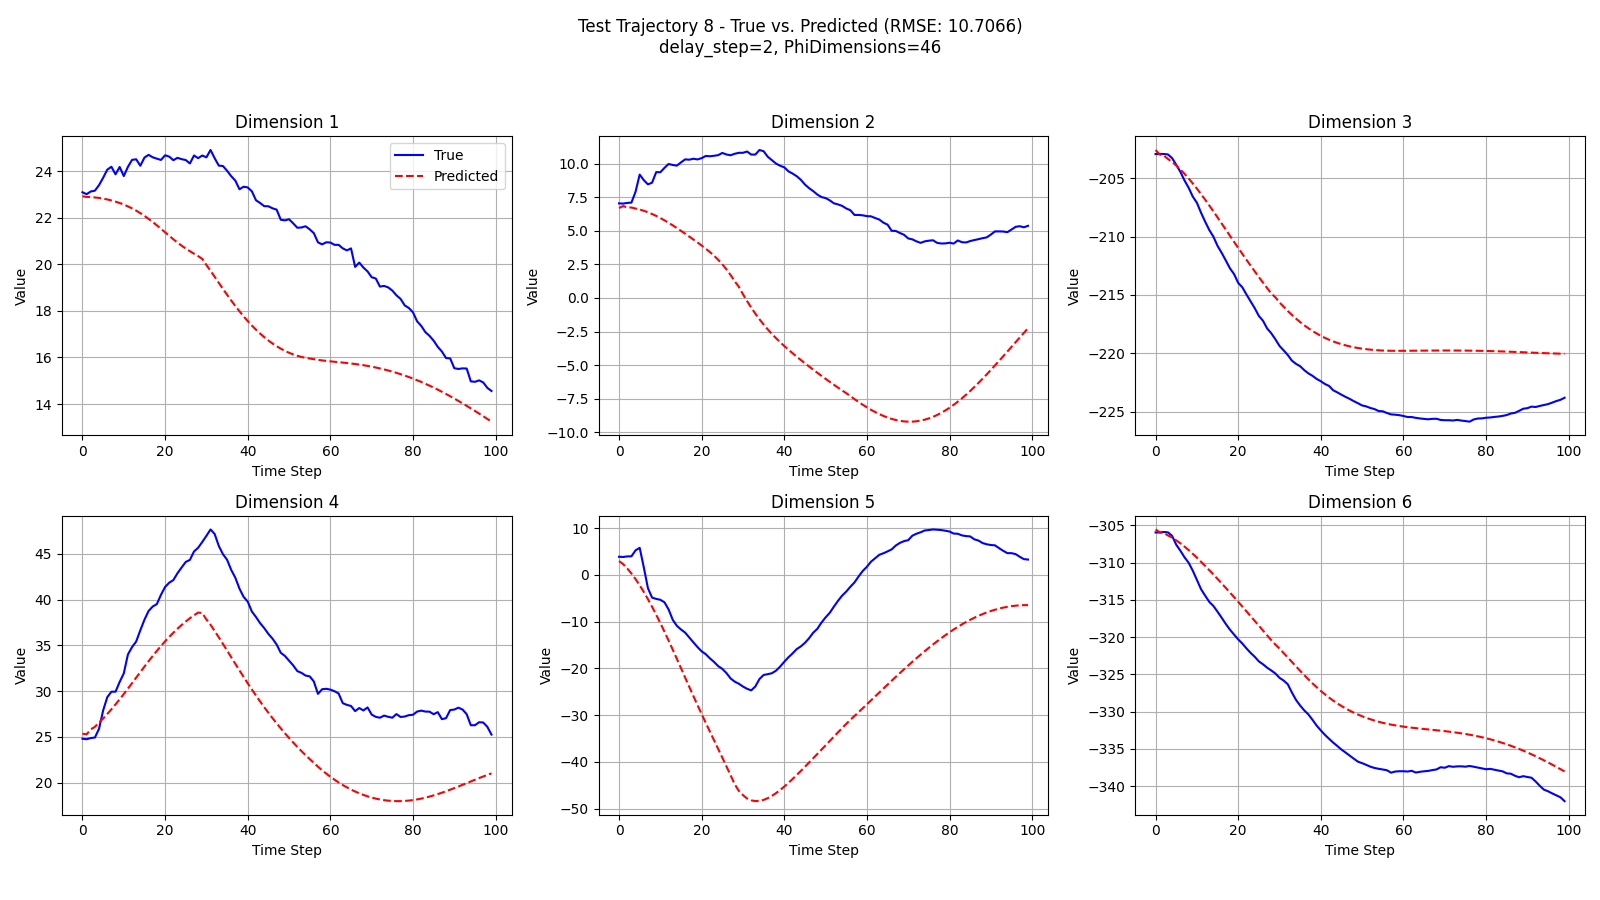 Test Trajectory 8 - True vs. Predicted (RMSE: 10.7066)
delay_step=2, PhiDimensions=46
Dimension 1
Value
24
22
20
18
16
14
0 20 40 60 80 100
Time Step
True
Predicted
Dimension 2
Value
10.0
7.5
5.0
2.5
0.0
−2.5
−5.0
−7.5
−10.0
0 20 40 60 80 100
Time Step
Dimension 3
Value
−205
−210
−215
−220
−225
0 20 40 60 80 100
Time Step
Dimension 4
Value
45
40
35
30
25
20
0 20 40 60 80 100
Time Step
Dimension 5
Value
10
0
−10
−20
−30
−40
−50
0 20 40 60 80 100
Time Step
Dimension 6
Value
−305
−310
−315
−320
−325
−330
−335
−340
0 20 40 60 80 100
Time Step